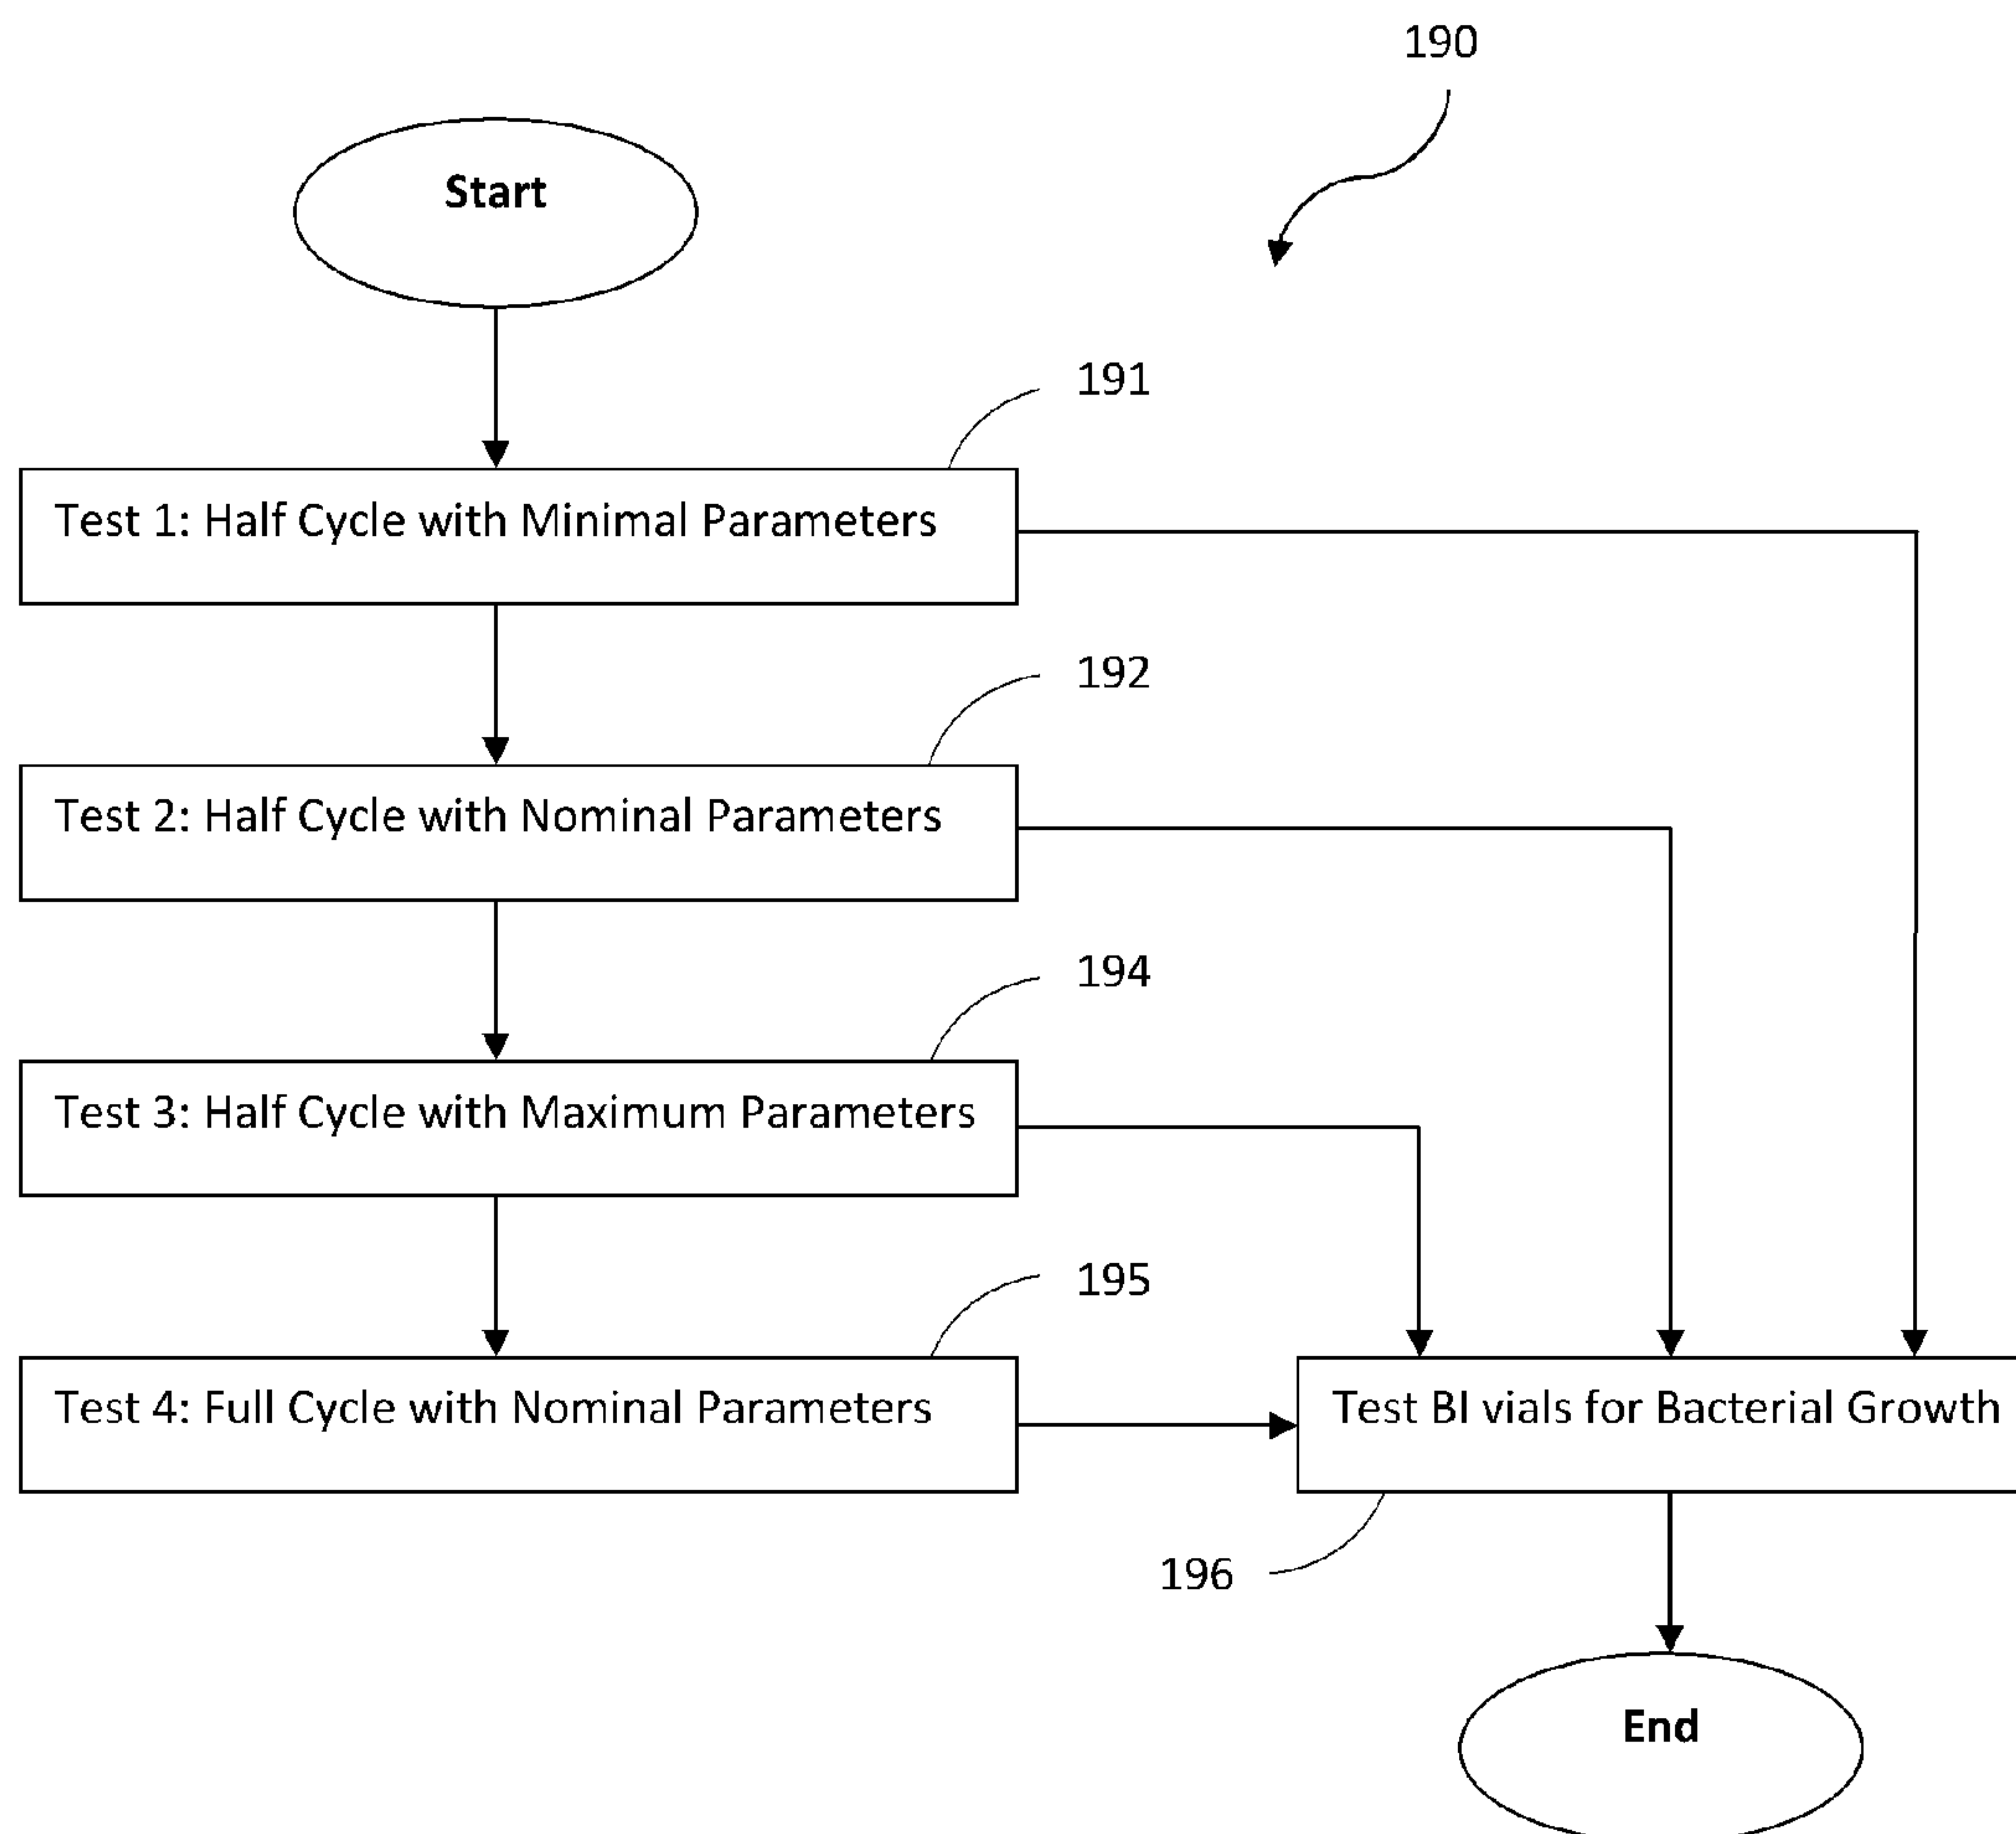 190
Start
191
Test 1: Half Cycle with Minimal Parameters
192
Test 2: Half Cycle with Nominal Parameters
194
Test 3: Half Cycle with Maximum Parameters
195
Test 4: Full Cycle with Nominal Parameters
Test BI vials for Bacterial Growth
196
End